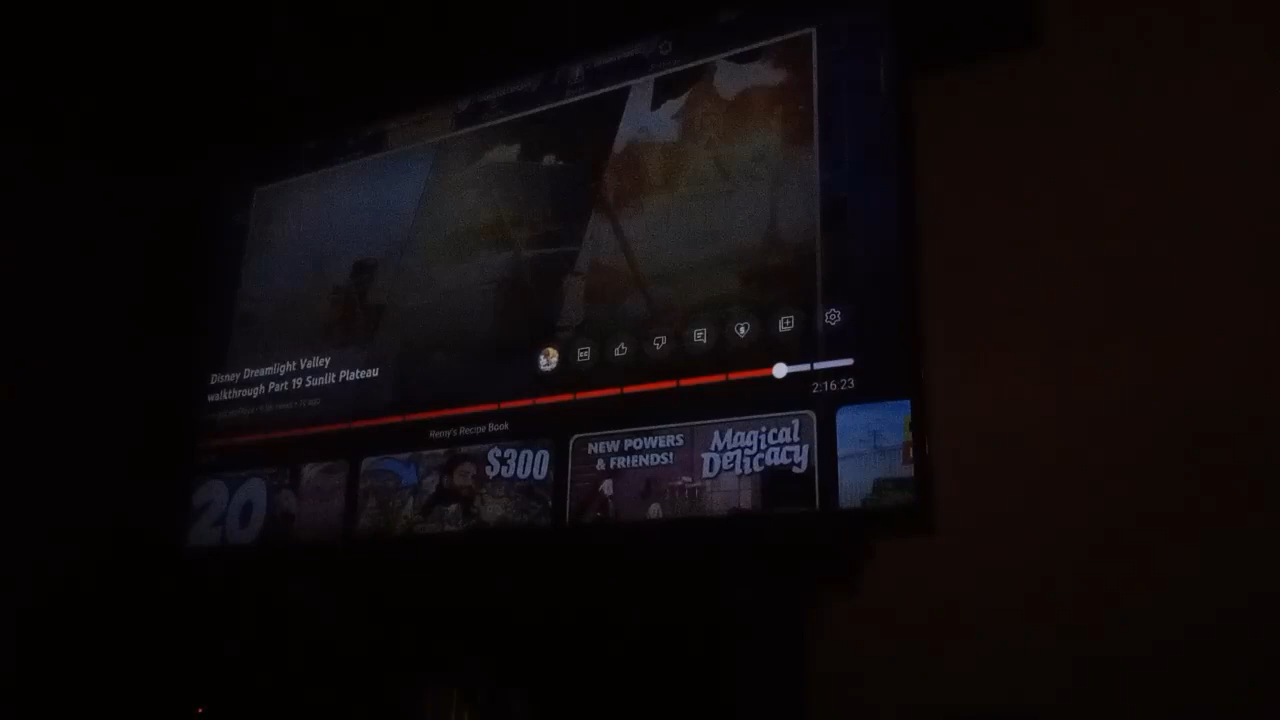 Disney Dreamlight Valley
walkthrough Part 19 Sunlit Plateau
2:16:23
Remy's Recipe Book
20
$300
NEW POWERS
& FRIENDS!
Magical
Delicacy